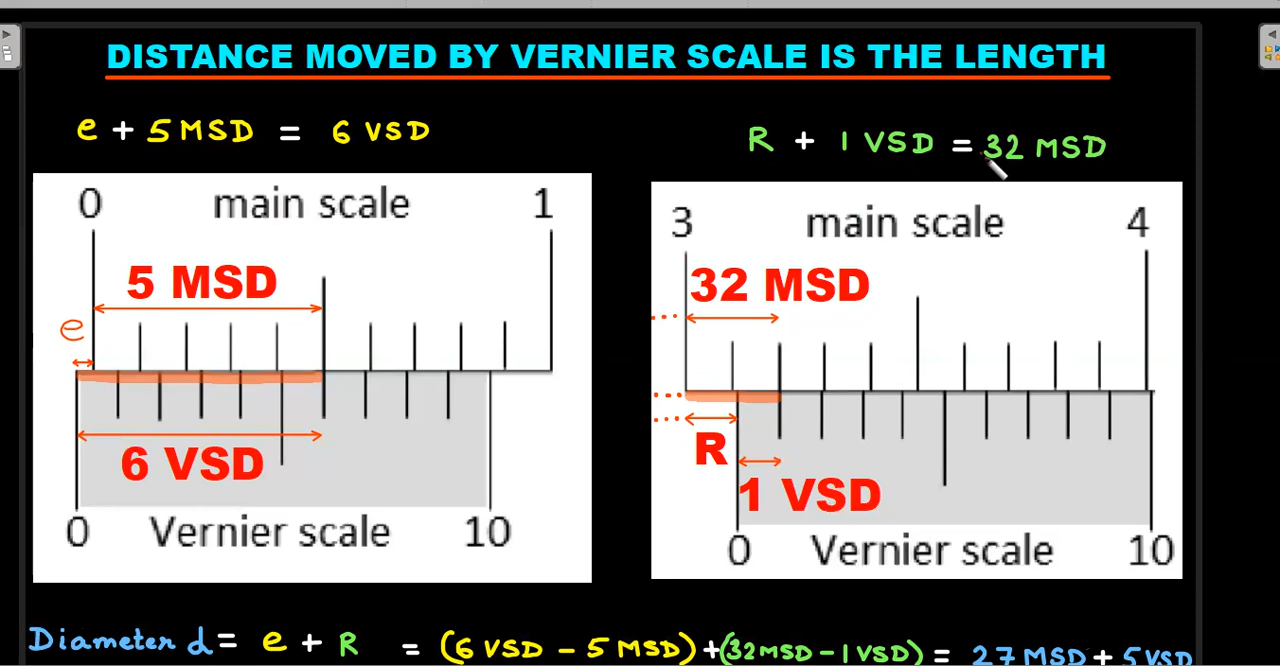 DISTANCE MOVED BY VERNIER SCALE IS THE LENGTH
e + 5 MSD = 6 VSD
R + 1 VSD = 32 MSD
0 main scale 1
5 MSD
e
6 VSD
0 Vernier scale 10
3 main scale 4
32 MSD
R
1 VSD
0 Vernier scale 10
Diameter d = e + R = (6 VSD - 5 MSD) + (32 MSD - 1 VSD) = 27 MSD + 5 VSD